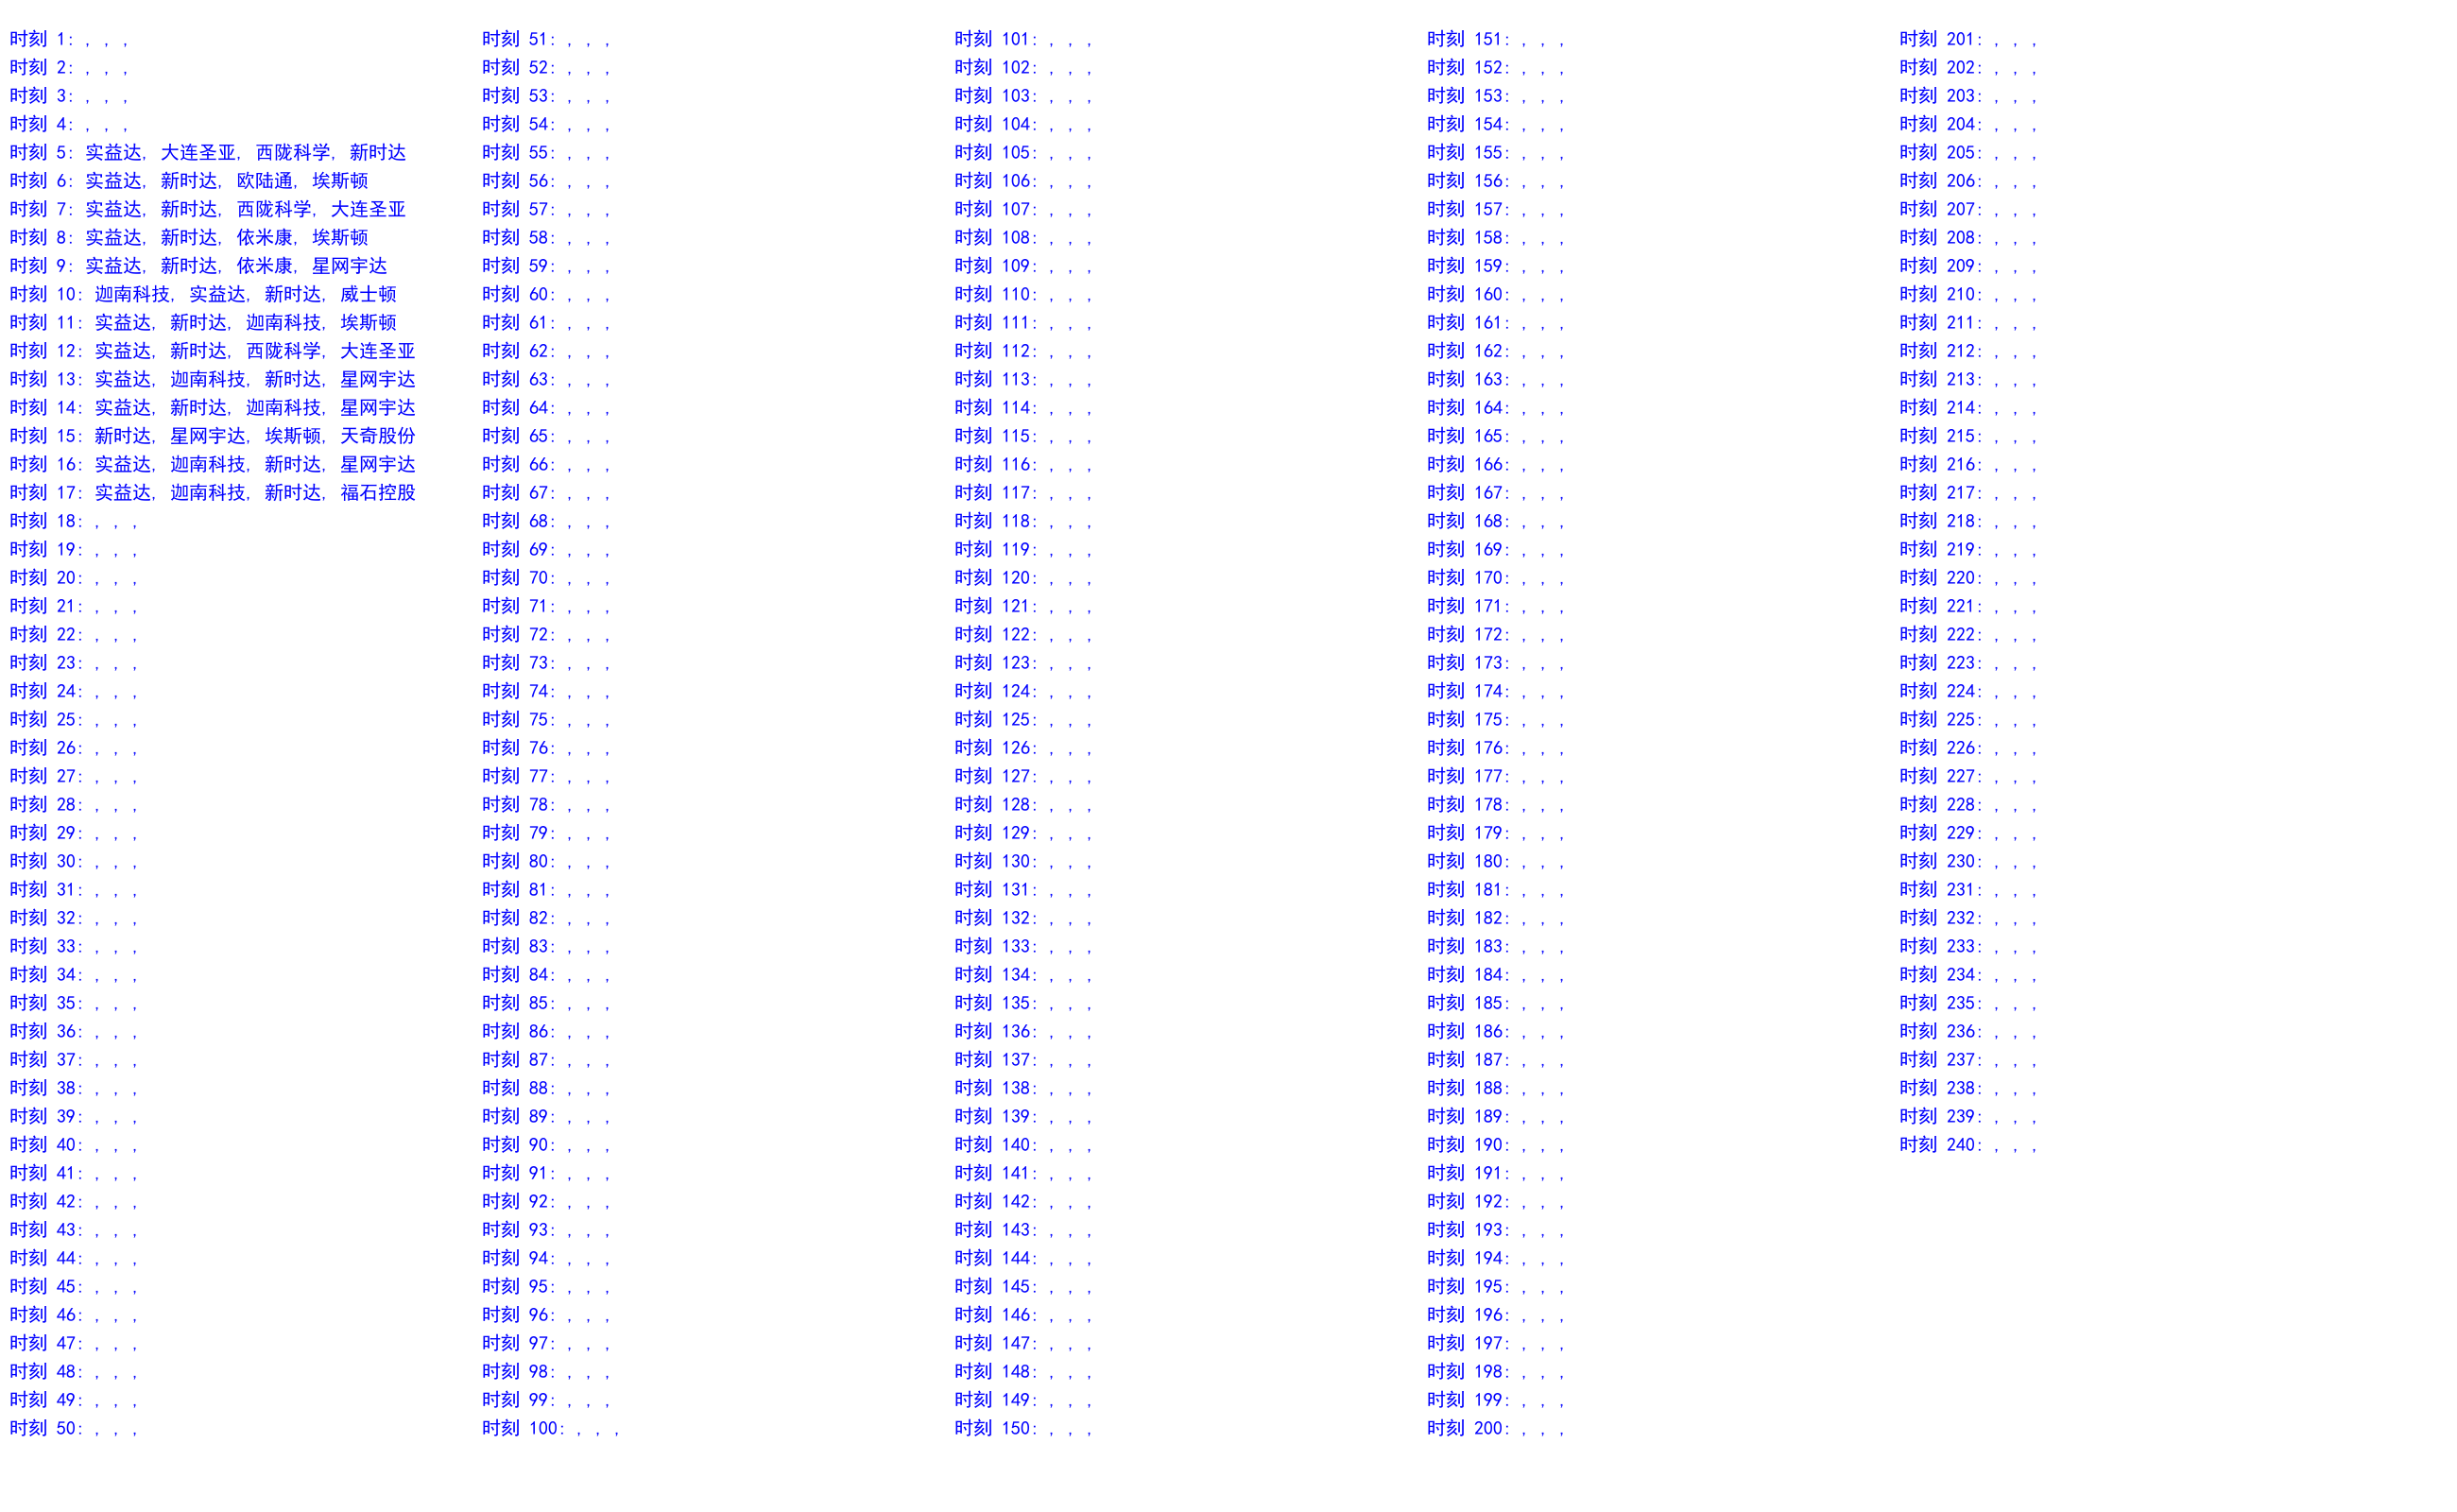 时刻 1: , , ,
时刻 2: , , ,
时刻 3: , , ,
时刻 4: , , ,
时刻 5: 实益达, 大连圣亚, 西陇科学, 新时达
时刻 6: 实益达, 新时达, 欧陆通, 埃斯顿
时刻 7: 实益达, 新时达, 西陇科学, 大连圣亚
时刻 8: 实益达, 新时达, 依米康, 埃斯顿
时刻 9: 实益达, 新时达, 依米康, 星网宇达
时刻 10: 迦南科技, 实益达, 新时达, 威士顿
时刻 11: 实益达, 新时达, 迦南科技, 埃斯顿
时刻 12: 实益达, 新时达, 西陇科学, 大连圣亚
时刻 13: 实益达, 迦南科技, 新时达, 星网宇达
时刻 14: 实益达, 新时达, 迦南科技, 星网宇达
时刻 15: 新时达, 星网宇达, 埃斯顿, 天奇股份
时刻 16: 实益达, 迦南科技, 新时达, 星网宇达
时刻 17: 实益达, 迦南科技, 新时达, 福石控股
时刻 18: , , ,
时刻 19: , , ,
时刻 20: , , ,
时刻 21: , , ,
时刻 22: , , ,
时刻 23: , , ,
时刻 24: , , ,
时刻 25: , , ,
时刻 26: , , ,
时刻 27: , , ,
时刻 28: , , ,
时刻 29: , , ,
时刻 30: , , ,
时刻 31: , , ,
时刻 32: , , ,
时刻 33: , , ,
时刻 34: , , ,
时刻 35: , , ,
时刻 36: , , ,
时刻 37: , , ,
时刻 38: , , ,
时刻 39: , , ,
时刻 40: , , ,
时刻 41: , , ,
时刻 42: , , ,
时刻 43: , , ,
时刻 44: , , ,
时刻 45: , , ,
时刻 46: , , ,
时刻 47: , , ,
时刻 48: , , ,
时刻 49: , , ,
时刻 50: , , ,
时刻 51: , , ,
时刻 52: , , ,
时刻 53: , , ,
时刻 54: , , ,
时刻 55: , , ,
时刻 56: , , ,
时刻 57: , , ,
时刻 58: , , ,
时刻 59: , , ,
时刻 60: , , ,
时刻 61: , , ,
时刻 62: , , ,
时刻 63: , , ,
时刻 64: , , ,
时刻 65: , , ,
时刻 66: , , ,
时刻 67: , , ,
时刻 68: , , ,
时刻 69: , , ,
时刻 70: , , ,
时刻 71: , , ,
时刻 72: , , ,
时刻 73: , , ,
时刻 74: , , ,
时刻 75: , , ,
时刻 76: , , ,
时刻 77: , , ,
时刻 78: , , ,
时刻 79: , , ,
时刻 80: , , ,
时刻 81: , , ,
时刻 82: , , ,
时刻 83: , , ,
时刻 84: , , ,
时刻 85: , , ,
时刻 86: , , ,
时刻 87: , , ,
时刻 88: , , ,
时刻 89: , , ,
时刻 90: , , ,
时刻 91: , , ,
时刻 92: , , ,
时刻 93: , , ,
时刻 94: , , ,
时刻 95: , , ,
时刻 96: , , ,
时刻 97: , , ,
时刻 98: , , ,
时刻 99: , , ,
时刻 100: , , ,
时刻 101: , , ,
时刻 102: , , ,
时刻 103: , , ,
时刻 104: , , ,
时刻 105: , , ,
时刻 106: , , ,
时刻 107: , , ,
时刻 108: , , ,
时刻 109: , , ,
时刻 110: , , ,
时刻 111: , , ,
时刻 112: , , ,
时刻 113: , , ,
时刻 114: , , ,
时刻 115: , , ,
时刻 116: , , ,
时刻 117: , , ,
时刻 118: , , ,
时刻 119: , , ,
时刻 120: , , ,
时刻 121: , , ,
时刻 122: , , ,
时刻 123: , , ,
时刻 124: , , ,
时刻 125: , , ,
时刻 126: , , ,
时刻 127: , , ,
时刻 128: , , ,
时刻 129: , , ,
时刻 130: , , ,
时刻 131: , , ,
时刻 132: , , ,
时刻 133: , , ,
时刻 134: , , ,
时刻 135: , , ,
时刻 136: , , ,
时刻 137: , , ,
时刻 138: , , ,
时刻 139: , , ,
时刻 140: , , ,
时刻 141: , , ,
时刻 142: , , ,
时刻 143: , , ,
时刻 144: , , ,
时刻 145: , , ,
时刻 146: , , ,
时刻 147: , , ,
时刻 148: , , ,
时刻 149: , , ,
时刻 150: , , ,
时刻 151: , , ,
时刻 152: , , ,
时刻 153: , , ,
时刻 154: , , ,
时刻 155: , , ,
时刻 156: , , ,
时刻 157: , , ,
时刻 158: , , ,
时刻 159: , , ,
时刻 160: , , ,
时刻 161: , , ,
时刻 162: , , ,
时刻 163: , , ,
时刻 164: , , ,
时刻 165: , , ,
时刻 166: , , ,
时刻 167: , , ,
时刻 168: , , ,
时刻 169: , , ,
时刻 170: , , ,
时刻 171: , , ,
时刻 172: , , ,
时刻 173: , , ,
时刻 174: , , ,
时刻 175: , , ,
时刻 176: , , ,
时刻 177: , , ,
时刻 178: , , ,
时刻 179: , , ,
时刻 180: , , ,
时刻 181: , , ,
时刻 182: , , ,
时刻 183: , , ,
时刻 184: , , ,
时刻 185: , , ,
时刻 186: , , ,
时刻 187: , , ,
时刻 188: , , ,
时刻 189: , , ,
时刻 190: , , ,
时刻 191: , , ,
时刻 192: , , ,
时刻 193: , , ,
时刻 194: , , ,
时刻 195: , , ,
时刻 196: , , ,
时刻 197: , , ,
时刻 198: , , ,
时刻 199: , , ,
时刻 200: , , ,
时刻 201: , , ,
时刻 202: , , ,
时刻 203: , , ,
时刻 204: , , ,
时刻 205: , , ,
时刻 206: , , ,
时刻 207: , , ,
时刻 208: , , ,
时刻 209: , , ,
时刻 210: , , ,
时刻 211: , , ,
时刻 212: , , ,
时刻 213: , , ,
时刻 214: , , ,
时刻 215: , , ,
时刻 216: , , ,
时刻 217: , , ,
时刻 218: , , ,
时刻 219: , , ,
时刻 220: , , ,
时刻 221: , , ,
时刻 222: , , ,
时刻 223: , , ,
时刻 224: , , ,
时刻 225: , , ,
时刻 226: , , ,
时刻 227: , , ,
时刻 228: , , ,
时刻 229: , , ,
时刻 230: , , ,
时刻 231: , , ,
时刻 232: , , ,
时刻 233: , , ,
时刻 234: , , ,
时刻 235: , , ,
时刻 236: , , ,
时刻 237: , , ,
时刻 238: , , ,
时刻 239: , , ,
时刻 240: , , ,